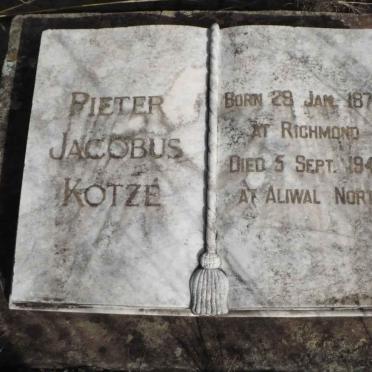 PIETER
JACOBUS
KOTZÉ
BORN 29 JAN. 187
AT RICHMOND
DIED 5 SEPT. 194
AT ALIWAL NORT